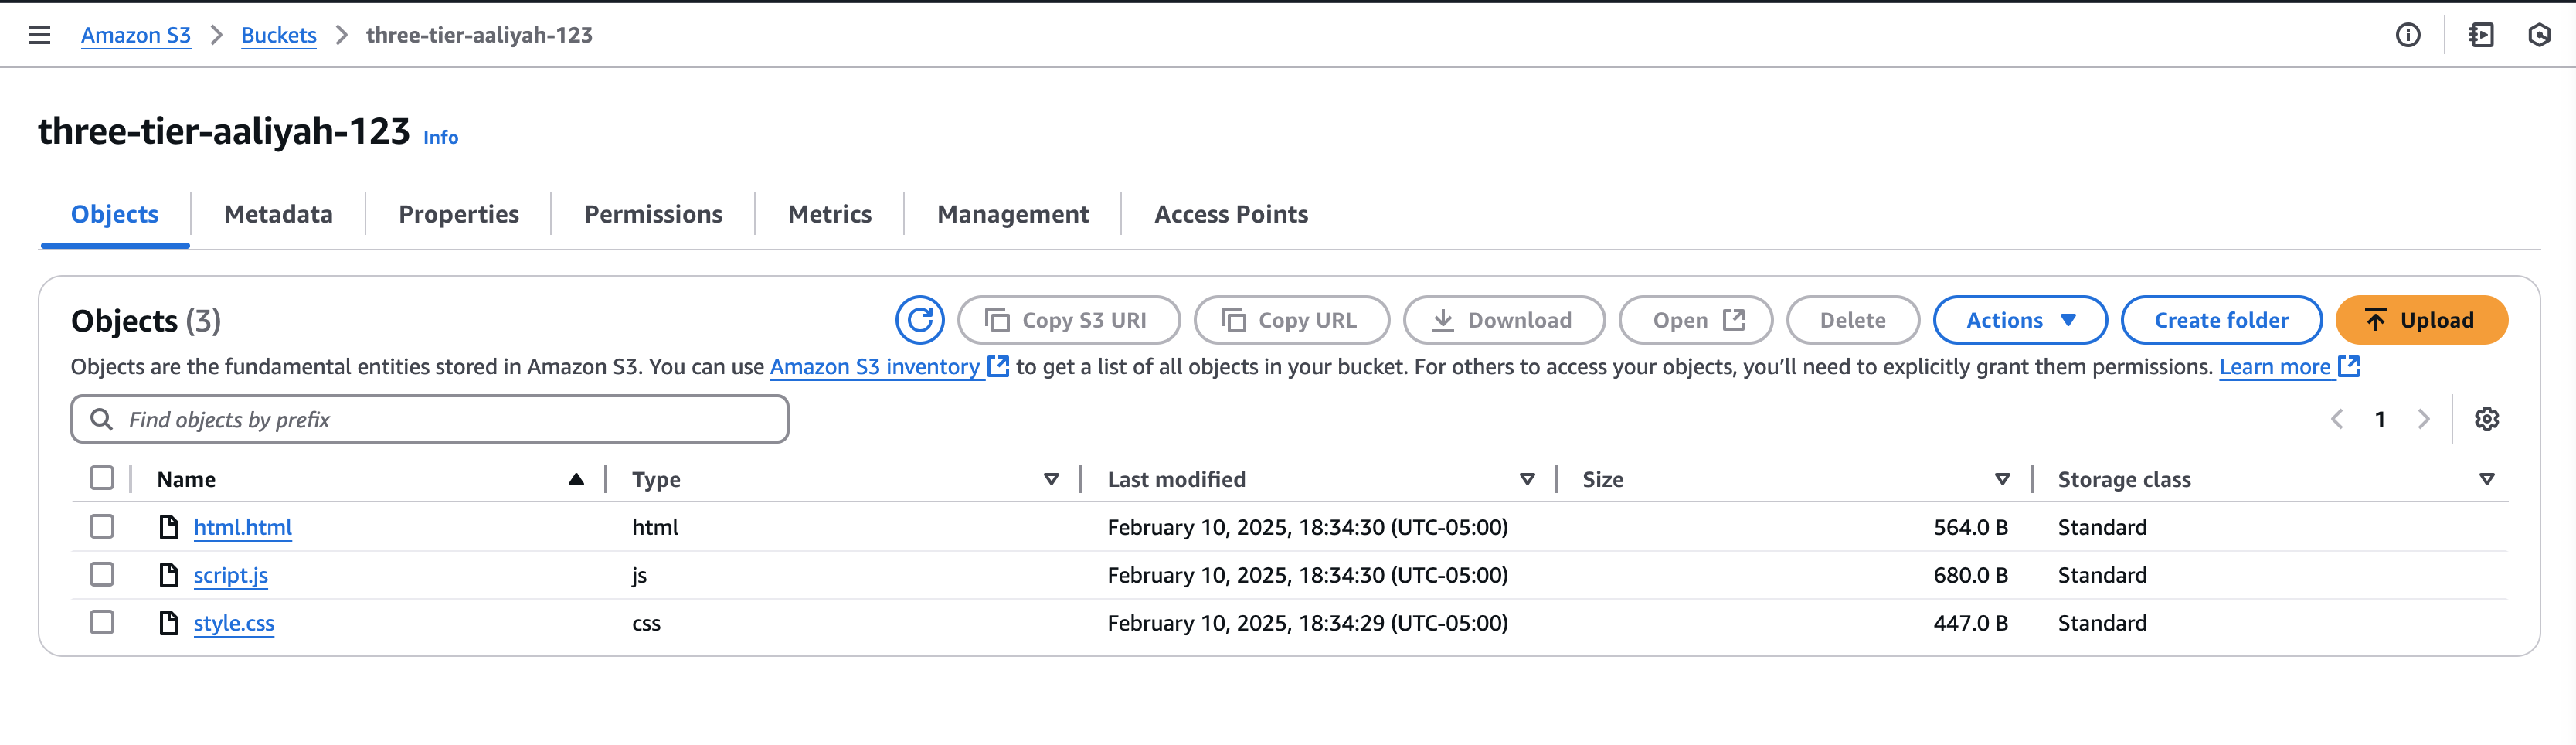 Amazon S3 > Buckets > three-tier-aaliyah-123
three-tier-aaliyah-123 Info
Objects Metadata Properties Permissions Metrics Management Access Points
Objects (3) Copy S3 URI Copy URL Download Open Delete Actions Create folder Upload
Objects are the fundamental entities stored in Amazon S3. You can use Amazon S3 inventory to get a list of all objects in your bucket. For others to access your objects, you’ll need to explicitly grant them permissions. Learn more
Find objects by prefix 1
Name Type Last modified Size Storage class
html.html html February 10, 2025, 18:34:30 (UTC-05:00) 564.0 B Standard
script.js js February 10, 2025, 18:34:30 (UTC-05:00) 680.0 B Standard
style.css css February 10, 2025, 18:34:29 (UTC-05:00) 447.0 B Standard